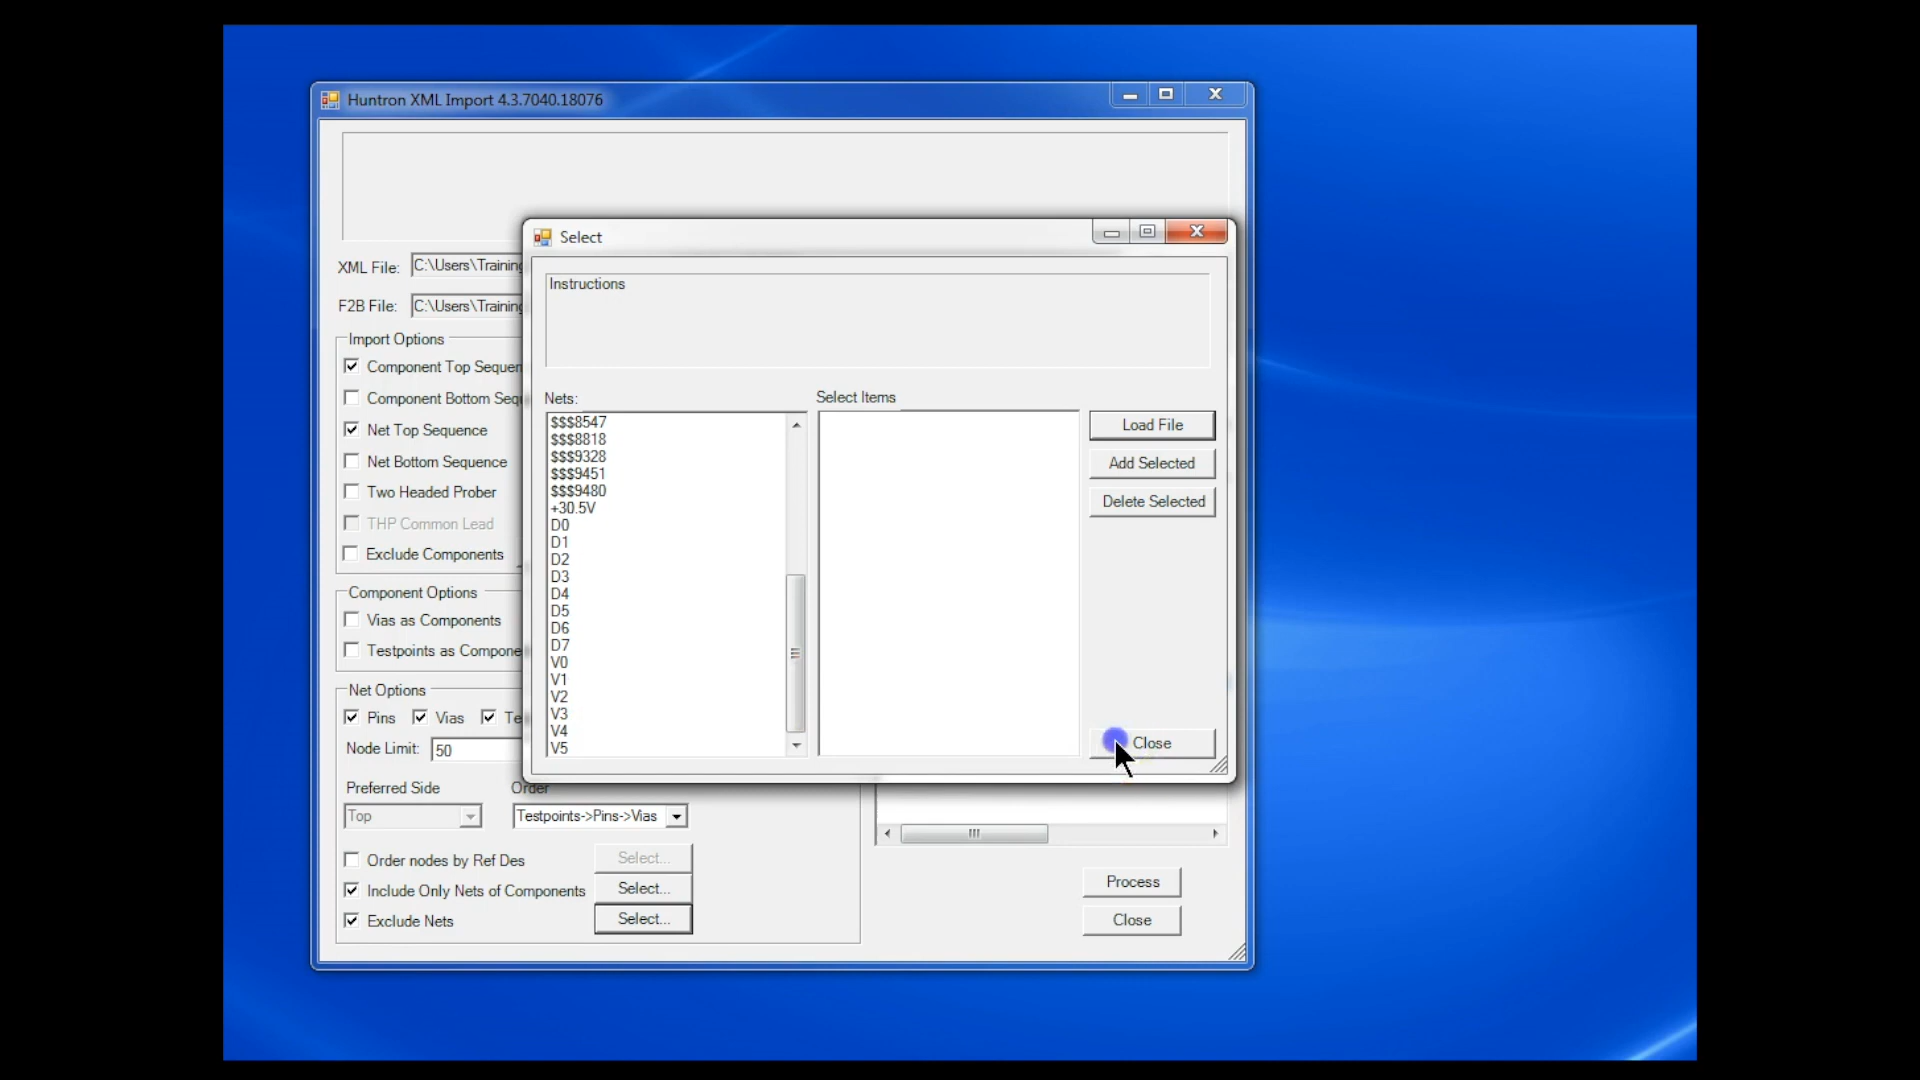 Huntron XML Import 4.3.7040.18076
Select
XML File: C:\Users\Training
Instructions
F2B File: C:\Users\Training
Import Options
Component Top
Component Bottom
Net Top Sequence
Net Bottom Sequence
Two Headed Prober
THP Common Lead
Exclude Components
Component Options
Vias as Components
Testpoints as
Net Options
Pins Vias
Node Limit: 50
Nets:
$$$8547
$$$8818
$$$9328
$$$9451
$$$9480
+30.5V
D0
D1
D2
D3
D4
D5
D6
D7
V0
V1
V2
V3
V4
V5
Select Items
Load File
Add Selected
Delete Selected
Close
Preferred Side Order
Top Testpoints->Pins->Vias
Order nodes by Ref Des Select...
Include Only Nets of Components Select...
Exclude Nets Select...
Process
Close